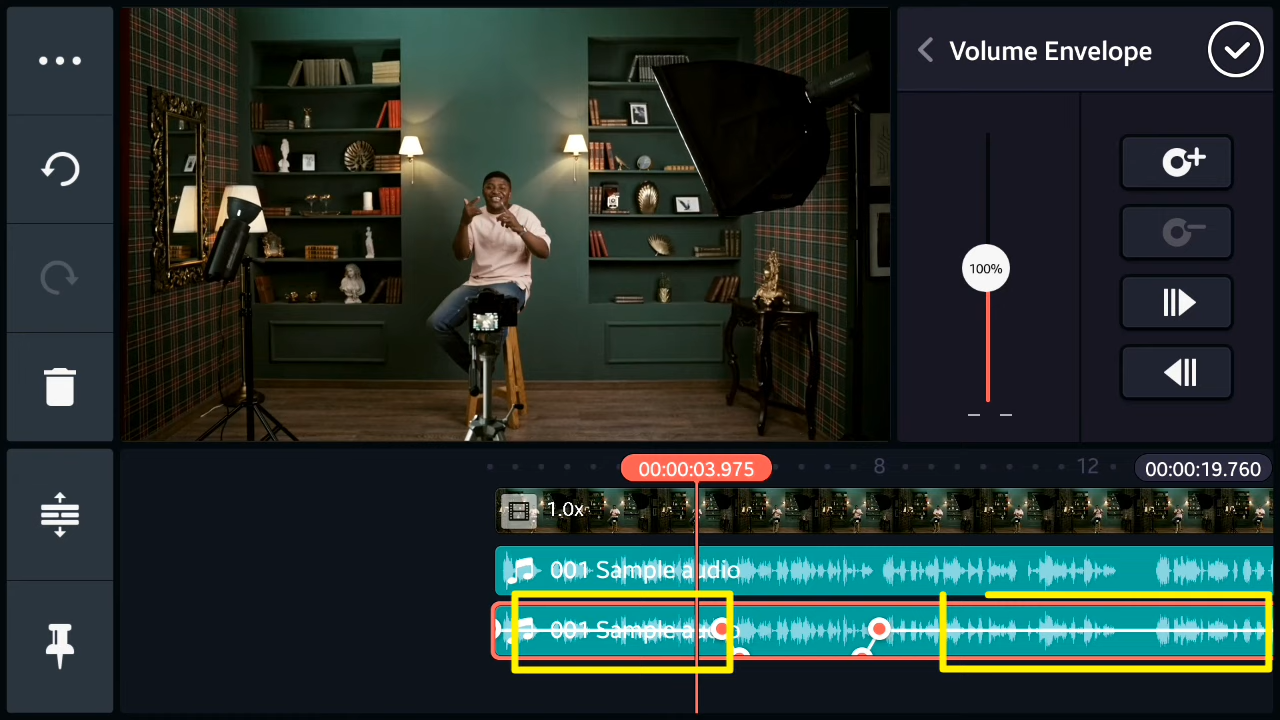 Volume Envelope
100%
00:00:03.975
8
12
00:00:19.760
1.0x
001 Sample audio
001 Sample audio